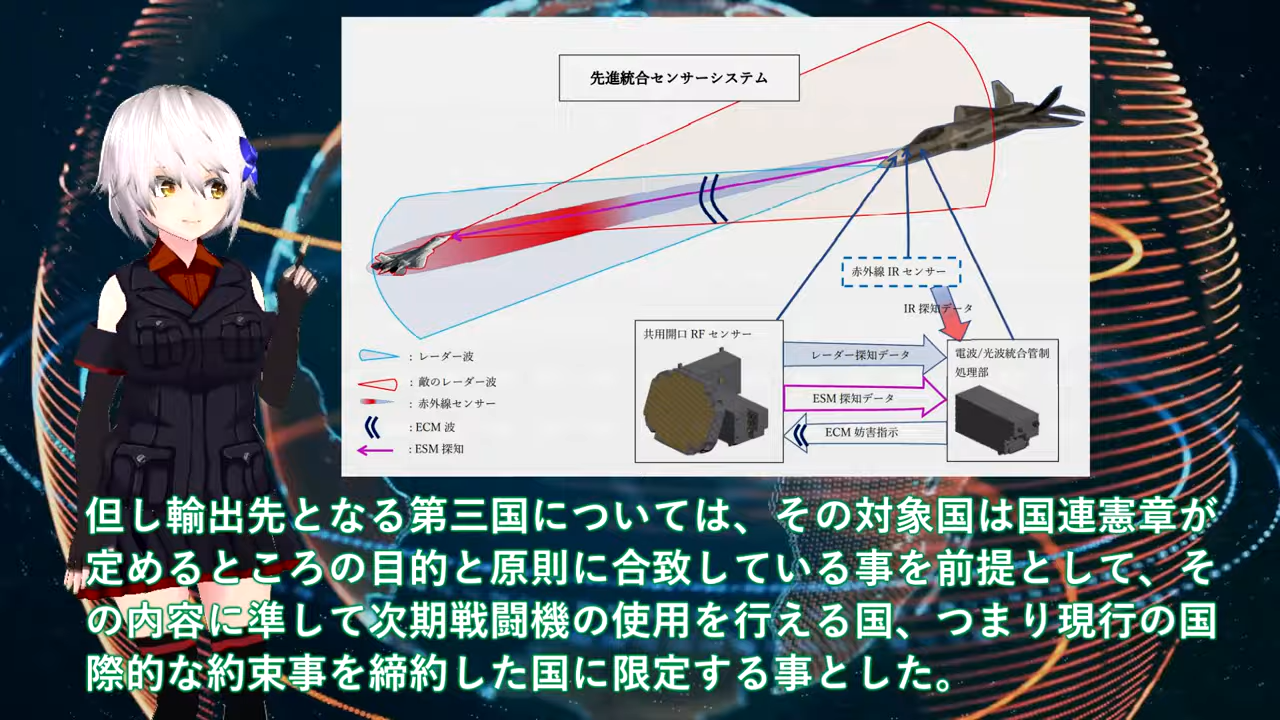 先進統合センサーシステム
赤外線 IR センサー
IR 探知データ
共用開口 RF センサー
レーダー探知データ
電波/光波統合管制
処理部
ESM 探知データ
ECM 妨害指示
：レーダー波
：敵のレーダー波
：赤外線センサー
：ECM 波
：ESM 探知
但し輸出先となる第三国については、その対象国は国連憲章が
定めるところの目的と原則に合致している事を前提として、そ
の内容に準して次期戦闘機の使用を行える国、つまり現行の国
際的な約束事を締約した国に限定する事とした。